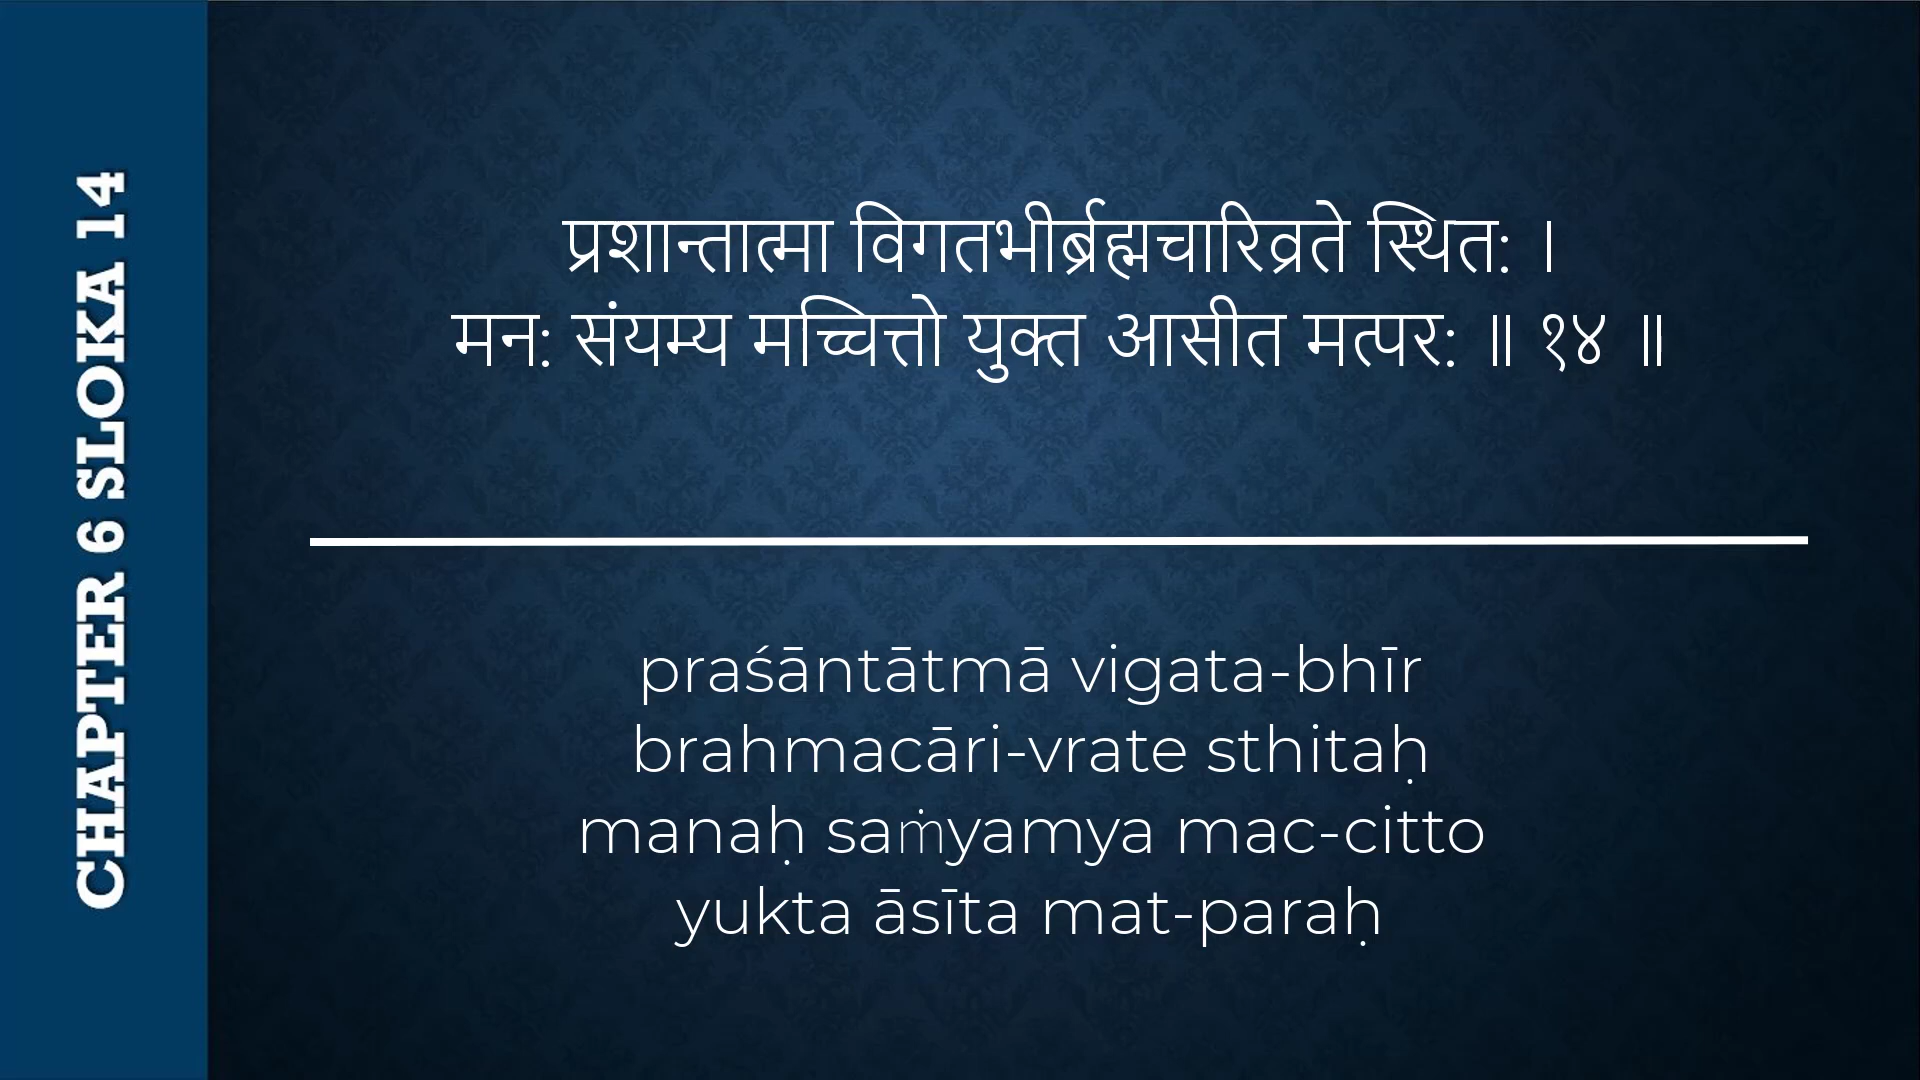 CHAPTER 6 SLOKA 14
प्रशान्तात्मा विगतभीर्ब्रह्मचारिव्रते स्थितः ।
मनः संयम्य मच्चित्तो युक्त आसीत मत्परः ॥ १४ ॥
praśāntātmā vigata-bhīr
brahmacāri-vrate sthitaḥ
manaḥ saṁyamya mac-citto
yukta āsīta mat-paraḥ